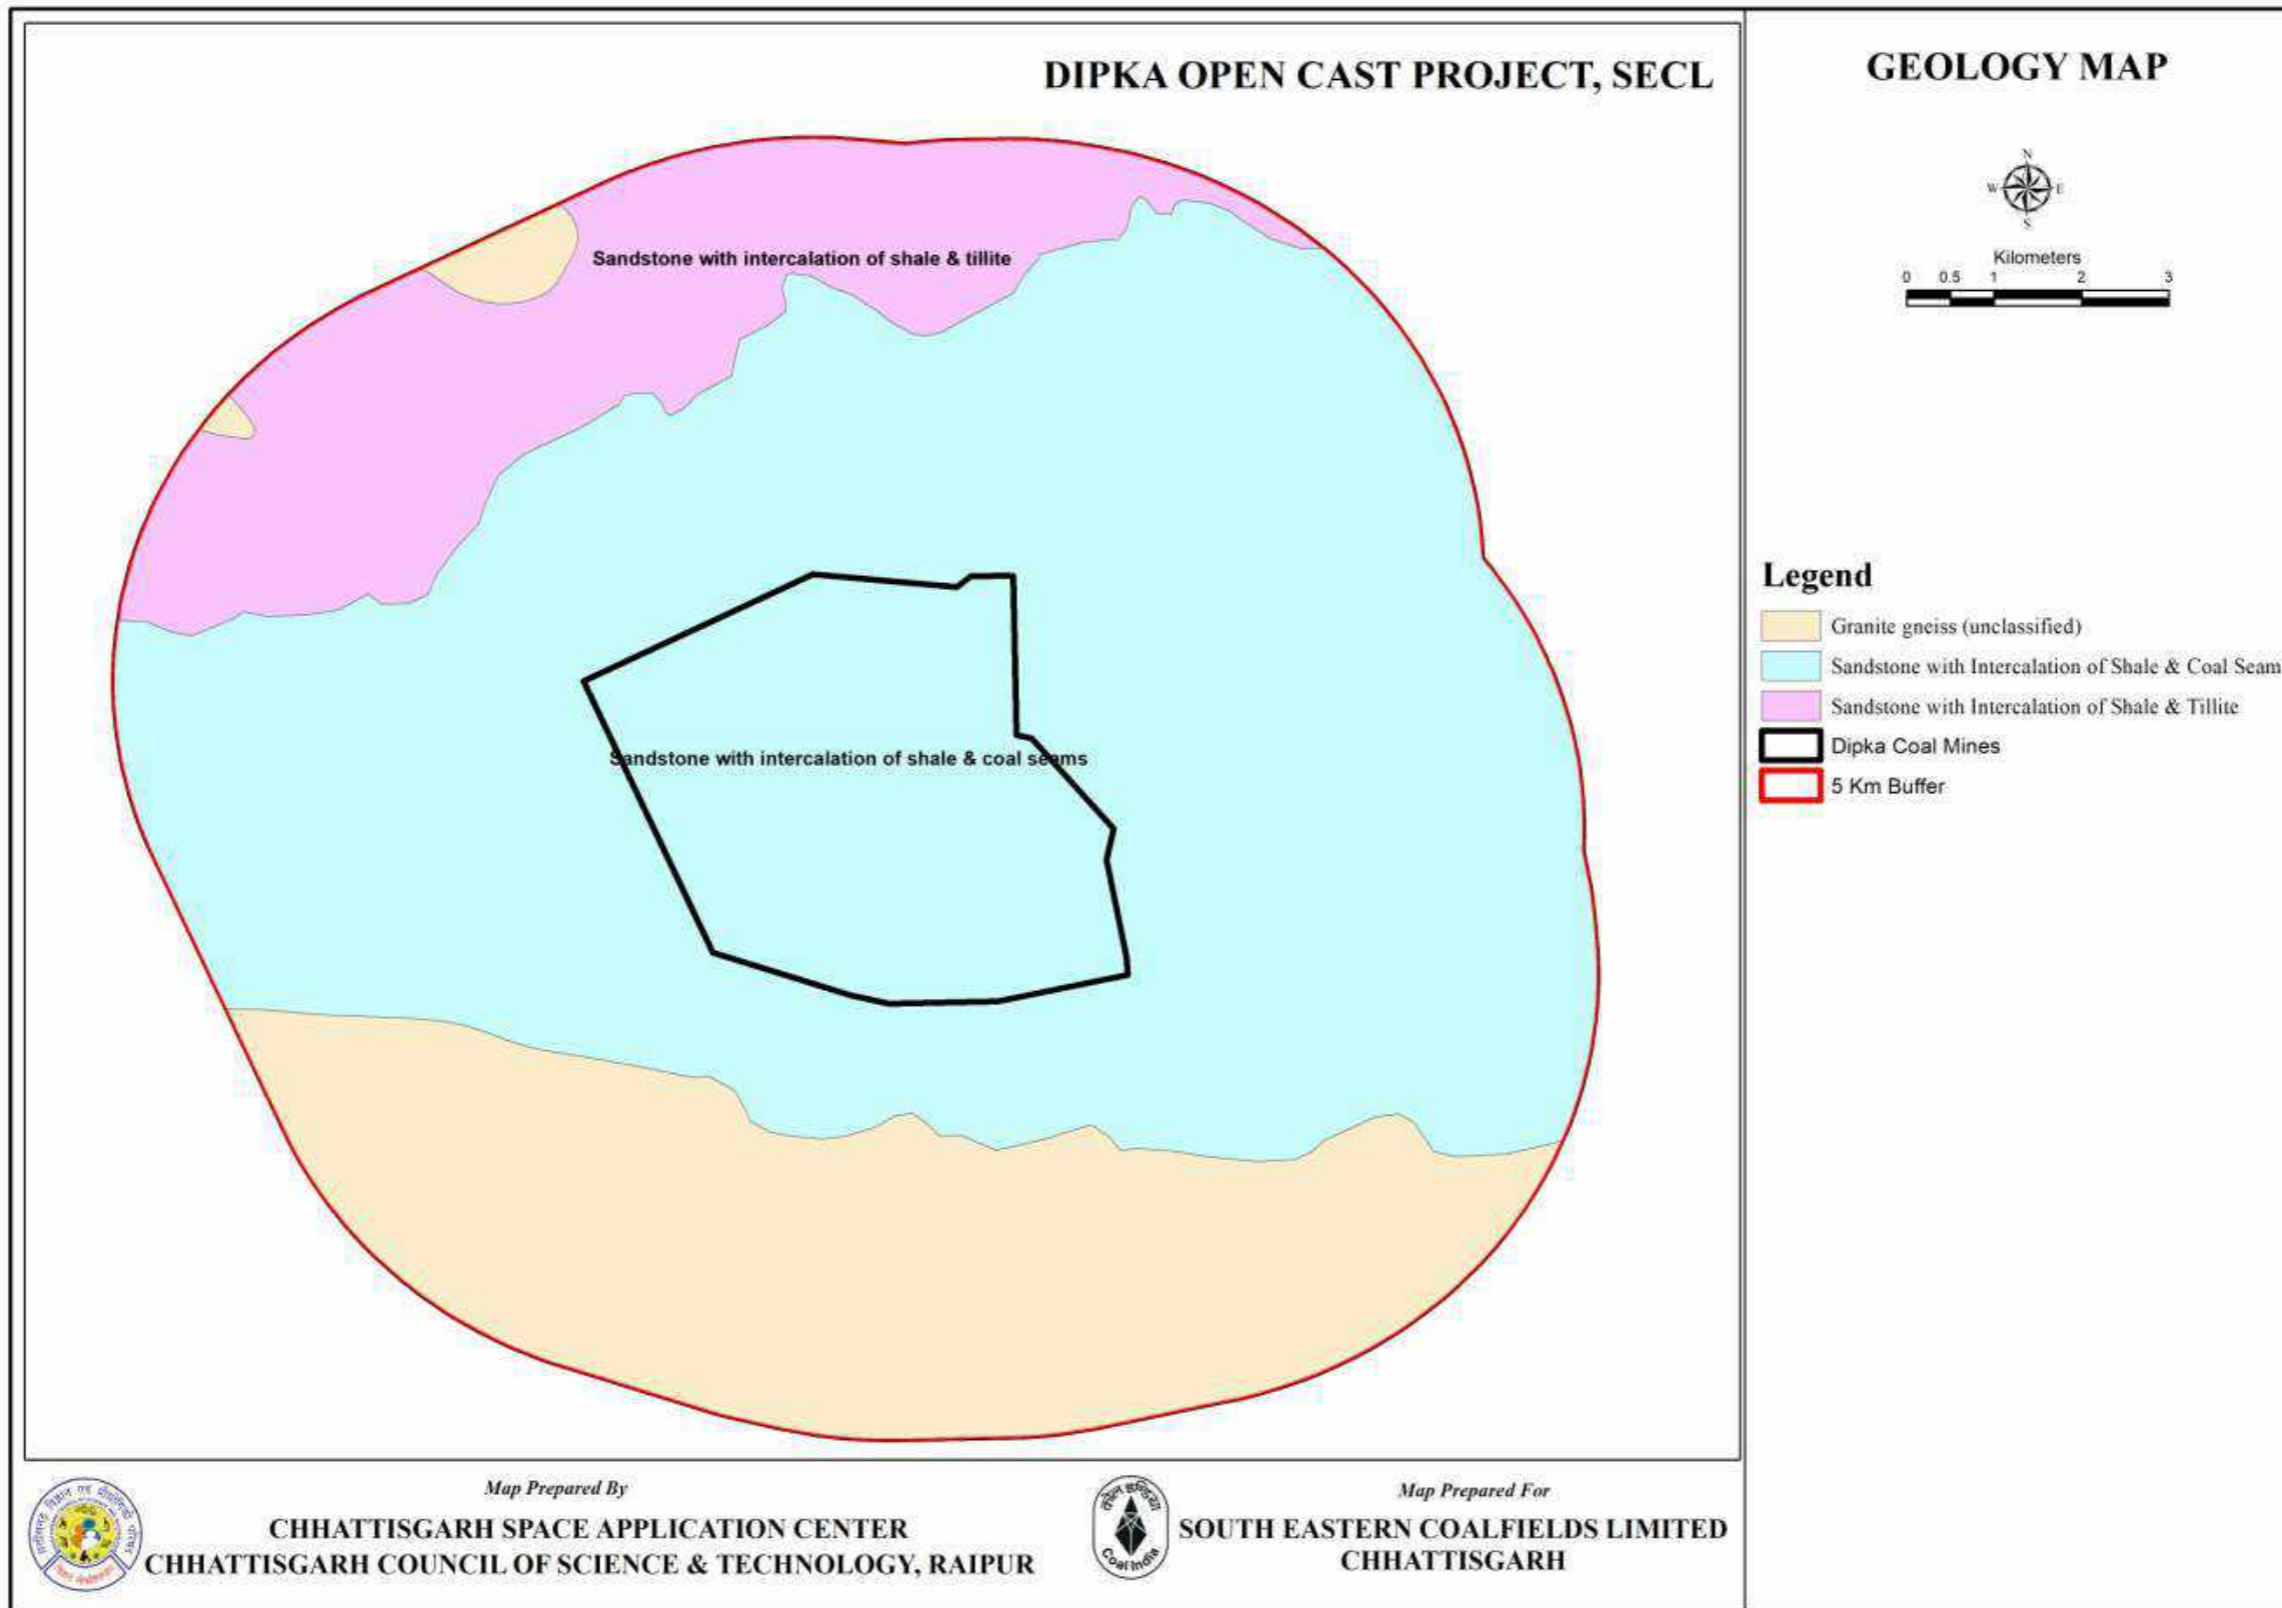 DIPKA OPEN CAST PROJECT, SECL
Sandstone with intercalation of shale & tillite
Sandstone with intercalation of shale & coal seams
GEOLOGY MAP
N
W E
S
Kilometers
0 0.5 1 2 3
Legend
Granite gneiss (unclassified)
Sandstone with Intercalation of Shale & Coal Seam
Sandstone with Intercalation of Shale & Tillite
Dipka Coal Mines
5 Km Buffer
Map Prepared By
CHHATTISGARH SPACE APPLICATION CENTER
CHHATTISGARH COUNCIL OF SCIENCE & TECHNOLOGY, RAIPUR
कोल इण्डिया
Coal India
Map Prepared For
SOUTH EASTERN COALFIELDS LIMITED
CHHATTISGARH